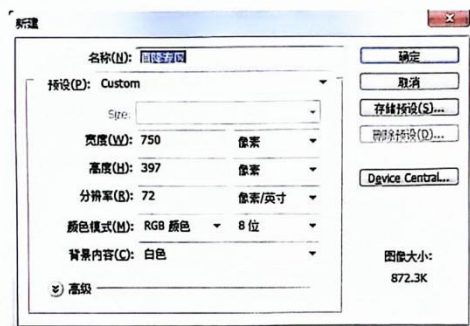 新建
名称(N):
确定
预设(P): Custom
取消
Size:
存储预设(S)...
删除预设(D)...
宽度(W): 750 像素
高度(H): 397 像素
Device Central...
分辨率(R): 72 像素/英寸
颜色模式(M): RGB 颜色 8 位
背景内容(C): 白色
图像大小:
872.3K
高级